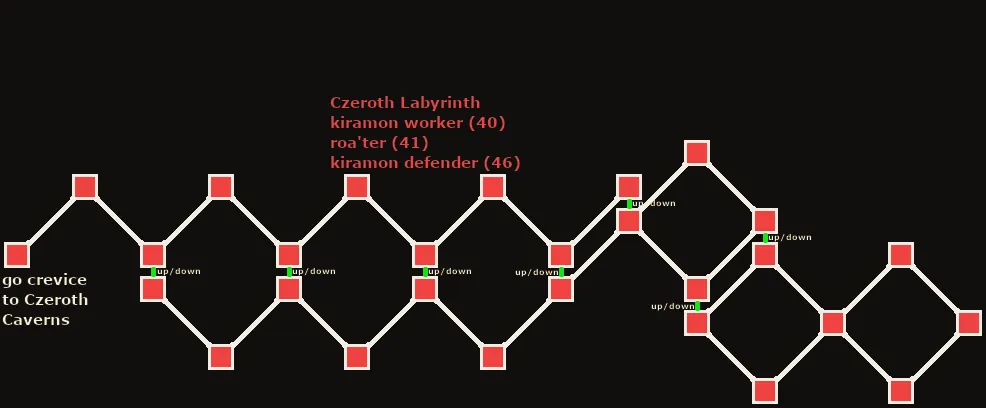 Czeroth Labyrinth
kiramon worker (40)
roa'ter (41)
kiramon defender (46)
up/down
up/down
up/down
up/down
up/down
up/down
go crevice
to Czeroth
Caverns
up/down